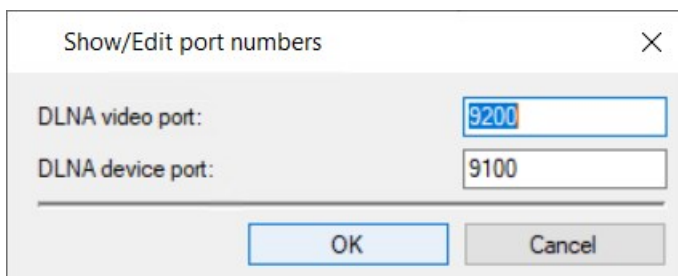 Show/Edit port numbers
DLNA video port: 9200
DLNA device port: 9100
OK Cancel